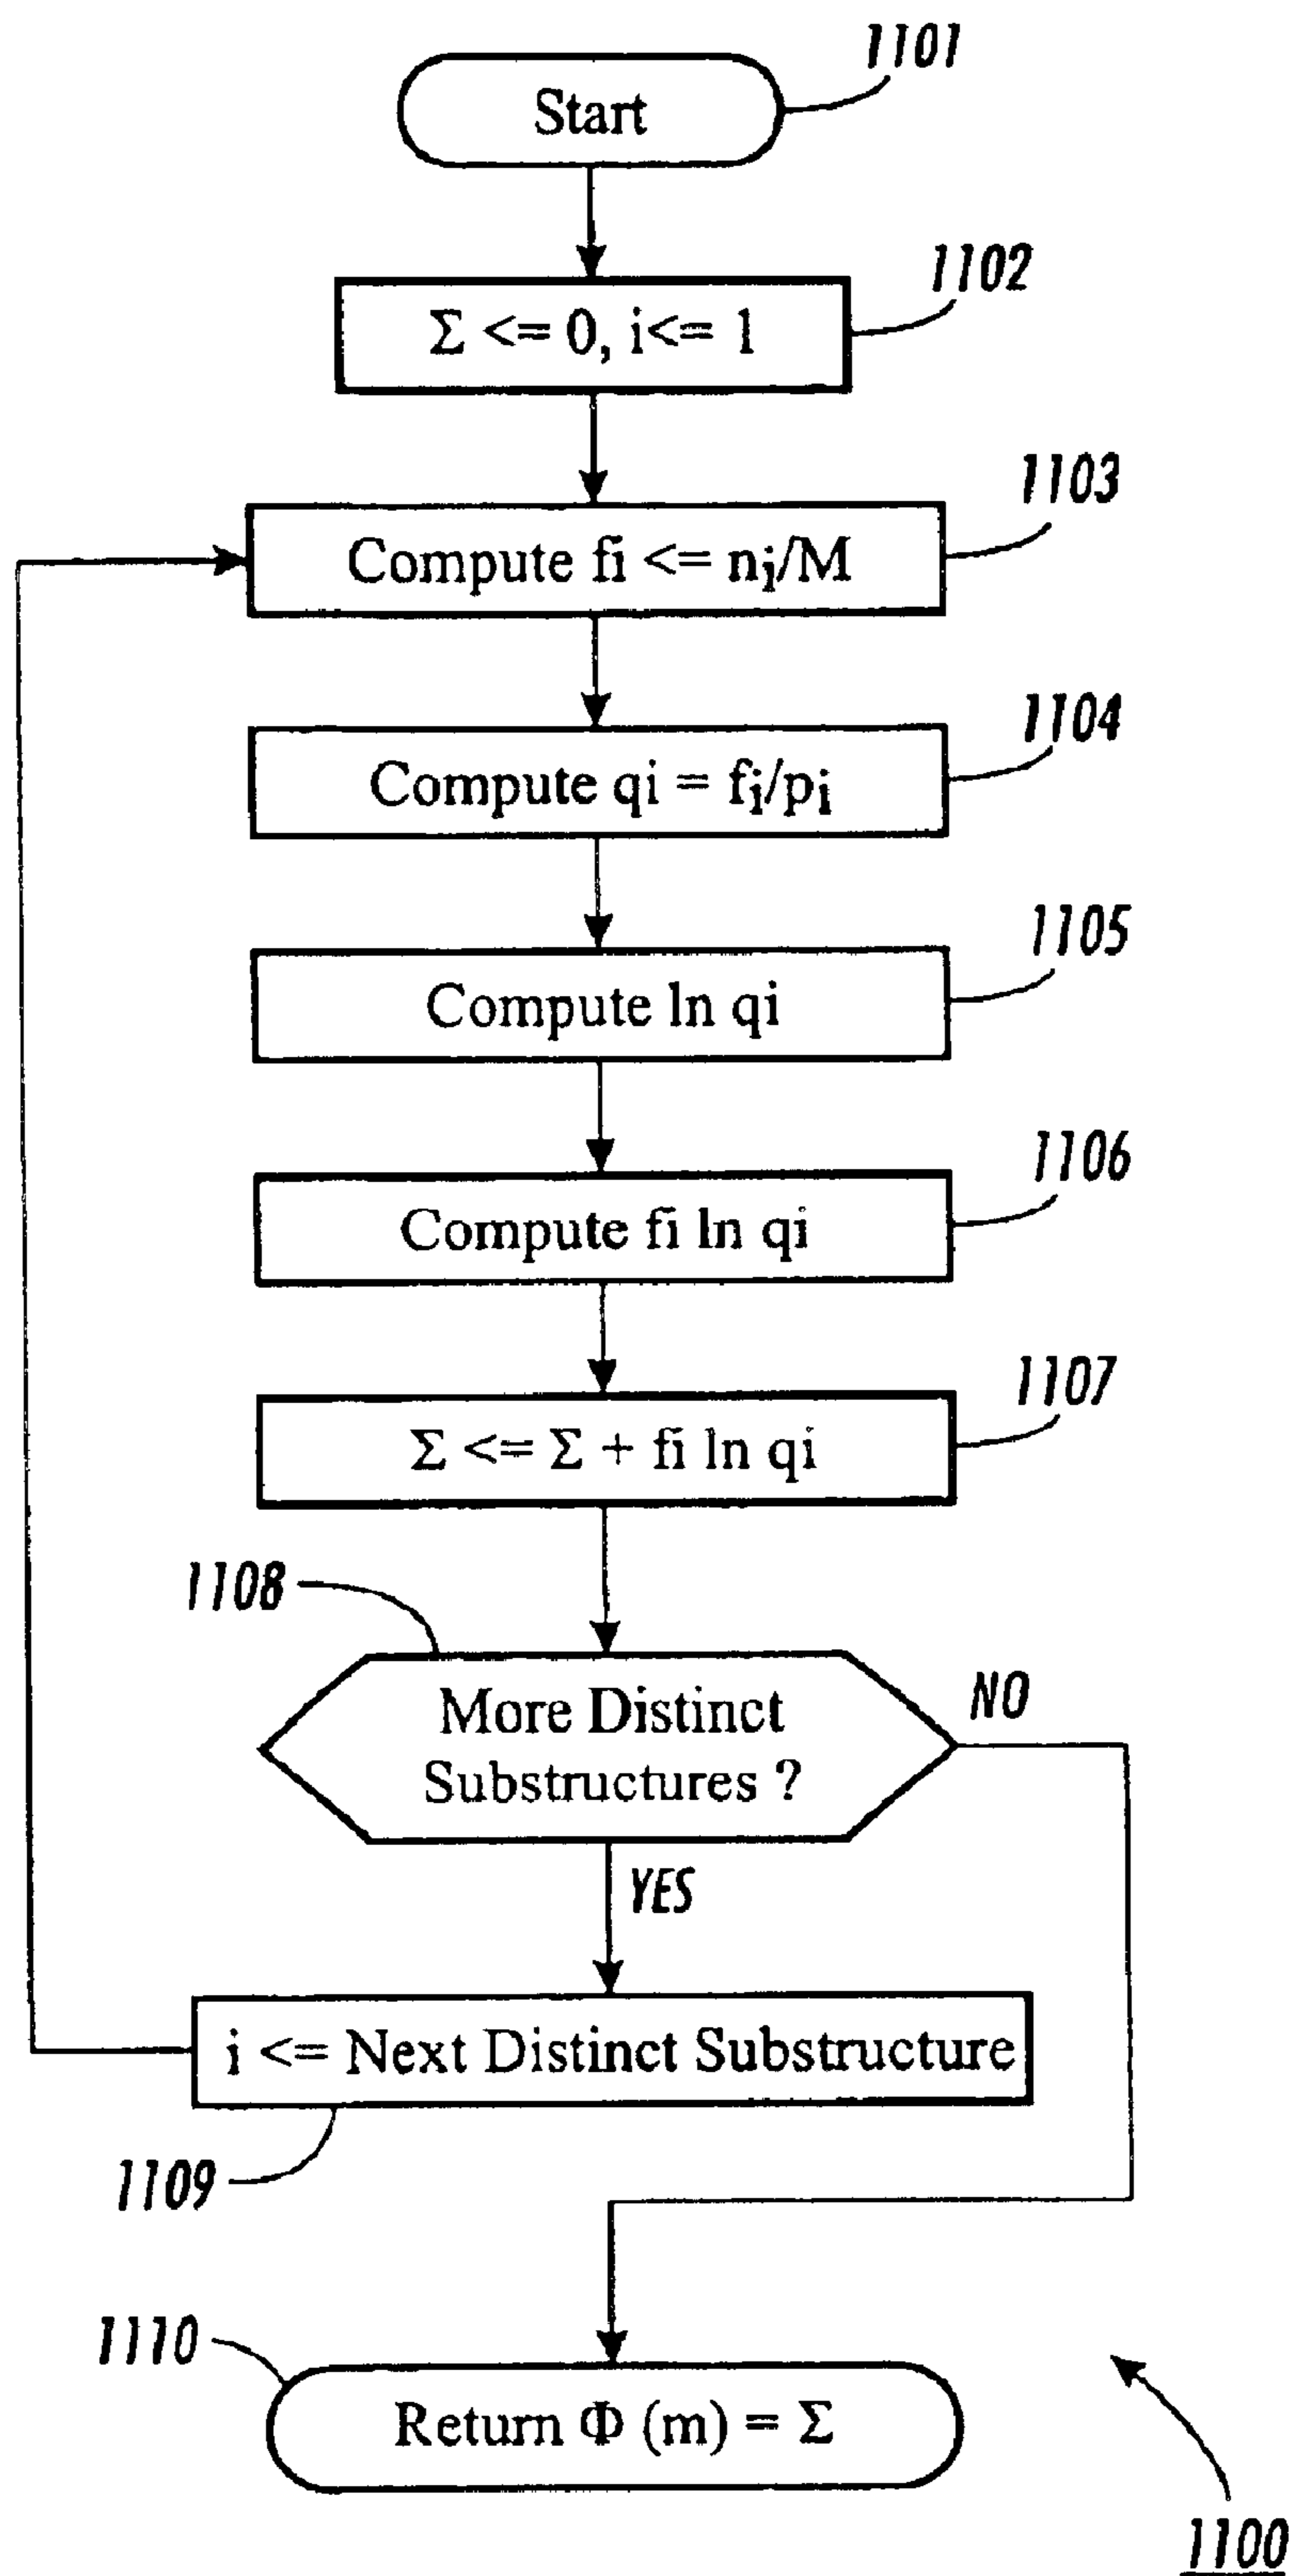 1101
Start
1102
Σ <= 0, i<= 1
1103
Compute fi <= ni/M
1104
Compute qi = fi/pi
1105
Compute ln qi
1106
Compute fi ln qi
1107
Σ <= Σ + fi ln qi
1108
More Distinct
Substructures ?
NO
YES
i <= Next Distinct Substructure
1109
1110
Return Φ (m) = Σ
1100